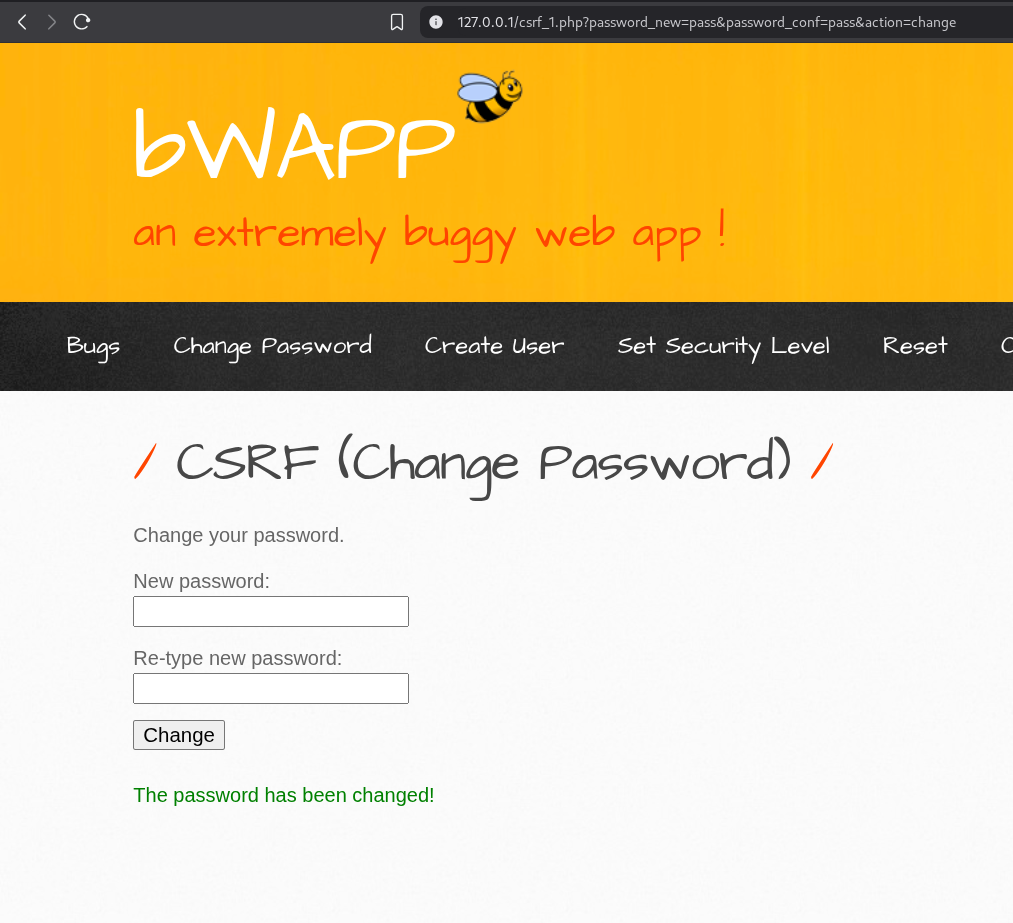 127.0.0.1/csrf_1.php?password_new=pass&password_conf=pass&action=change
bWAPP
an extremely buggy web app !
Bugs Change Password Create User Set Security Level Reset
/ CSRF (Change Password) /
Change your password.
New password:
Re-type new password:
Change
The password has been changed!